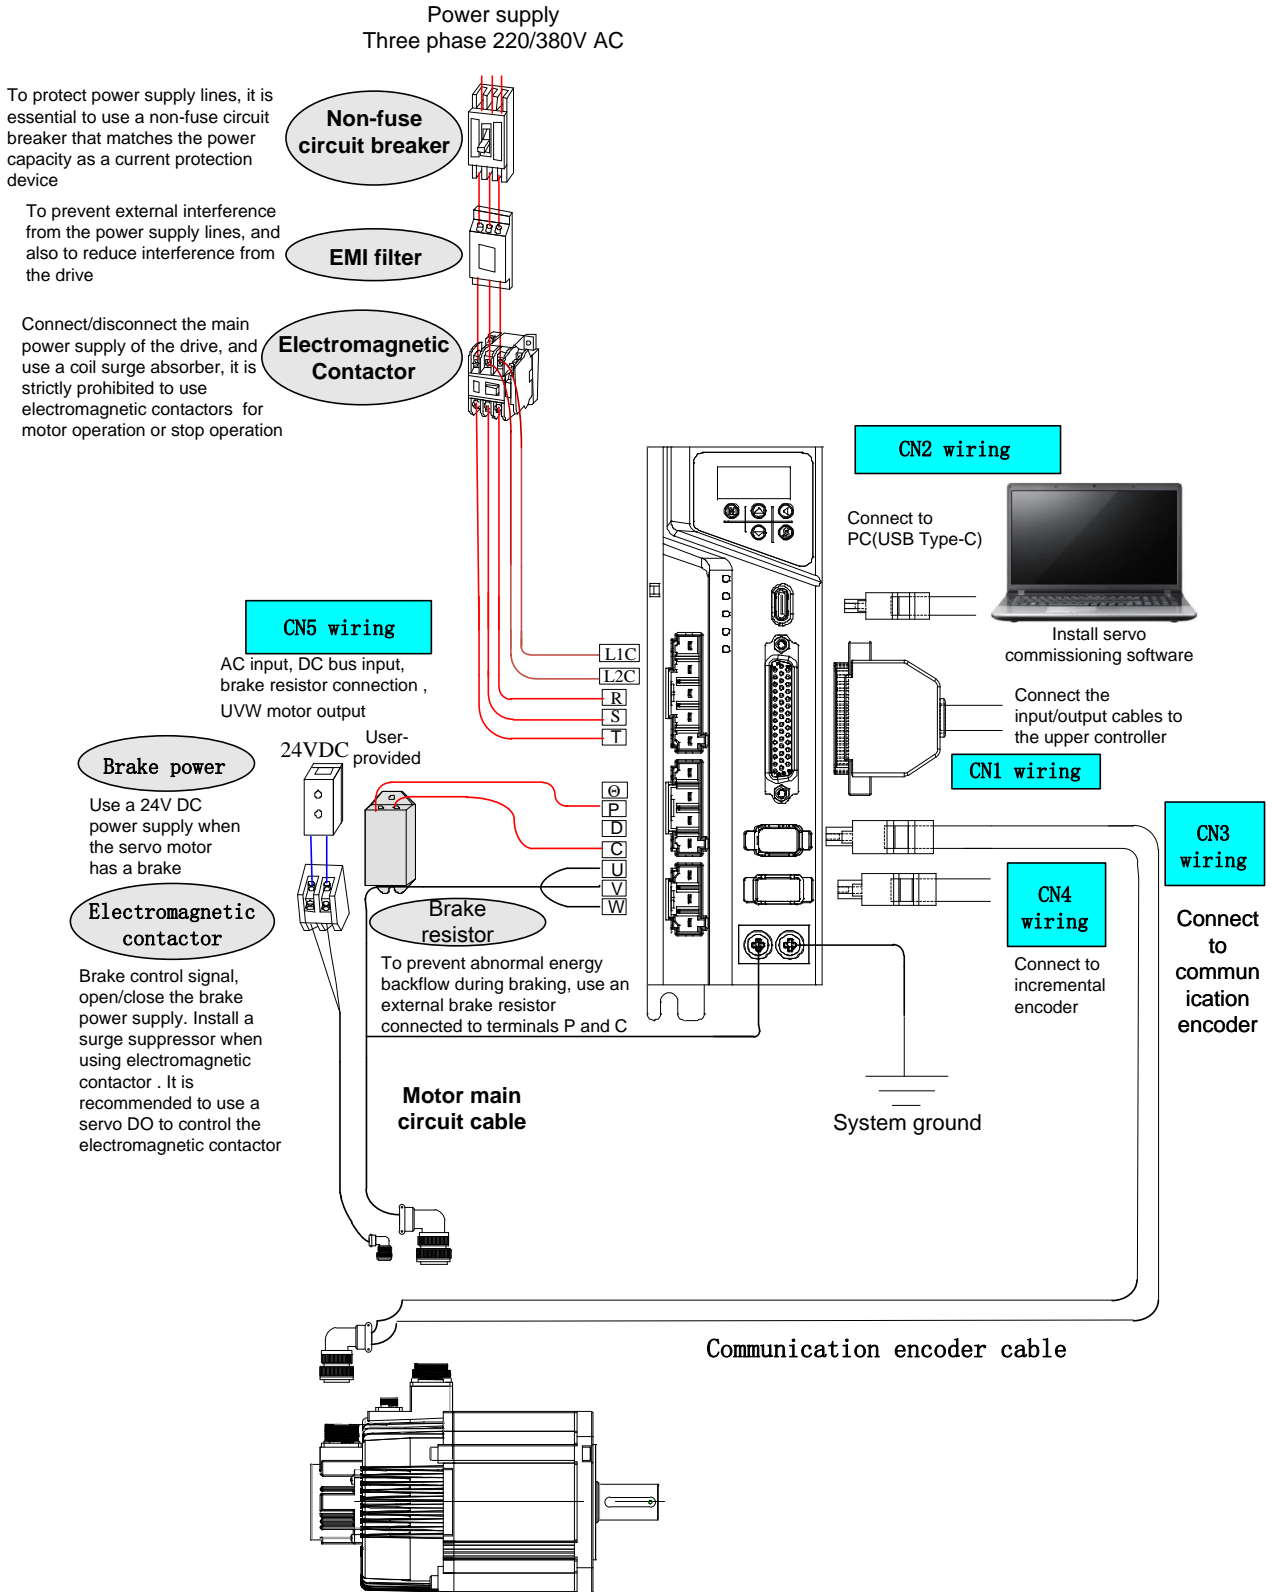 Power supply
Three phase 220/380V AC
To protect power supply lines, it is
essential to use a non-fuse circuit
breaker that matches the power
capacity as a current protection
device
Non-fuse
circuit breaker
To prevent external interference
from the power supply lines, and
also to reduce interference from
the drive
EMI filter
Connect/disconnect the main
power supply of the drive, and
use a coil surge absorber, it is
strictly prohibited to use
electromagnetic contactors for
motor operation or stop operation
Electromagnetic
Contactor
CN2 wiring
Connect to
PC(USB Type-C)
Install servo
commissioning software
CN5 wiring
AC input, DC bus input,
brake resistor connection ,
UVW motor output
L1C
L2C
R
S
T
Connect the
input/output cables to
the upper controller
CN1 wiring
Brake power
Use a 24V DC
power supply when
the servo motor
has a brake
24VDC
User-
provided
Θ
P
D
C
U
V
W
CN3
wiring
Connect
to
commun
ication
encoder
CN4
wiring
Connect to
incremental
encoder
Electromagnetic
contactor
Brake control signal,
open/close the brake
power supply. Install a
surge suppressor when
using electromagnetic
contactor . It is
recommended to use a
servo DO to control the
electromagnetic contactor
Brake
resistor
To prevent abnormal energy
backflow during braking, use an
external brake resistor
connected to terminals P and C
Motor main
circuit cable
System ground
Communication encoder cable